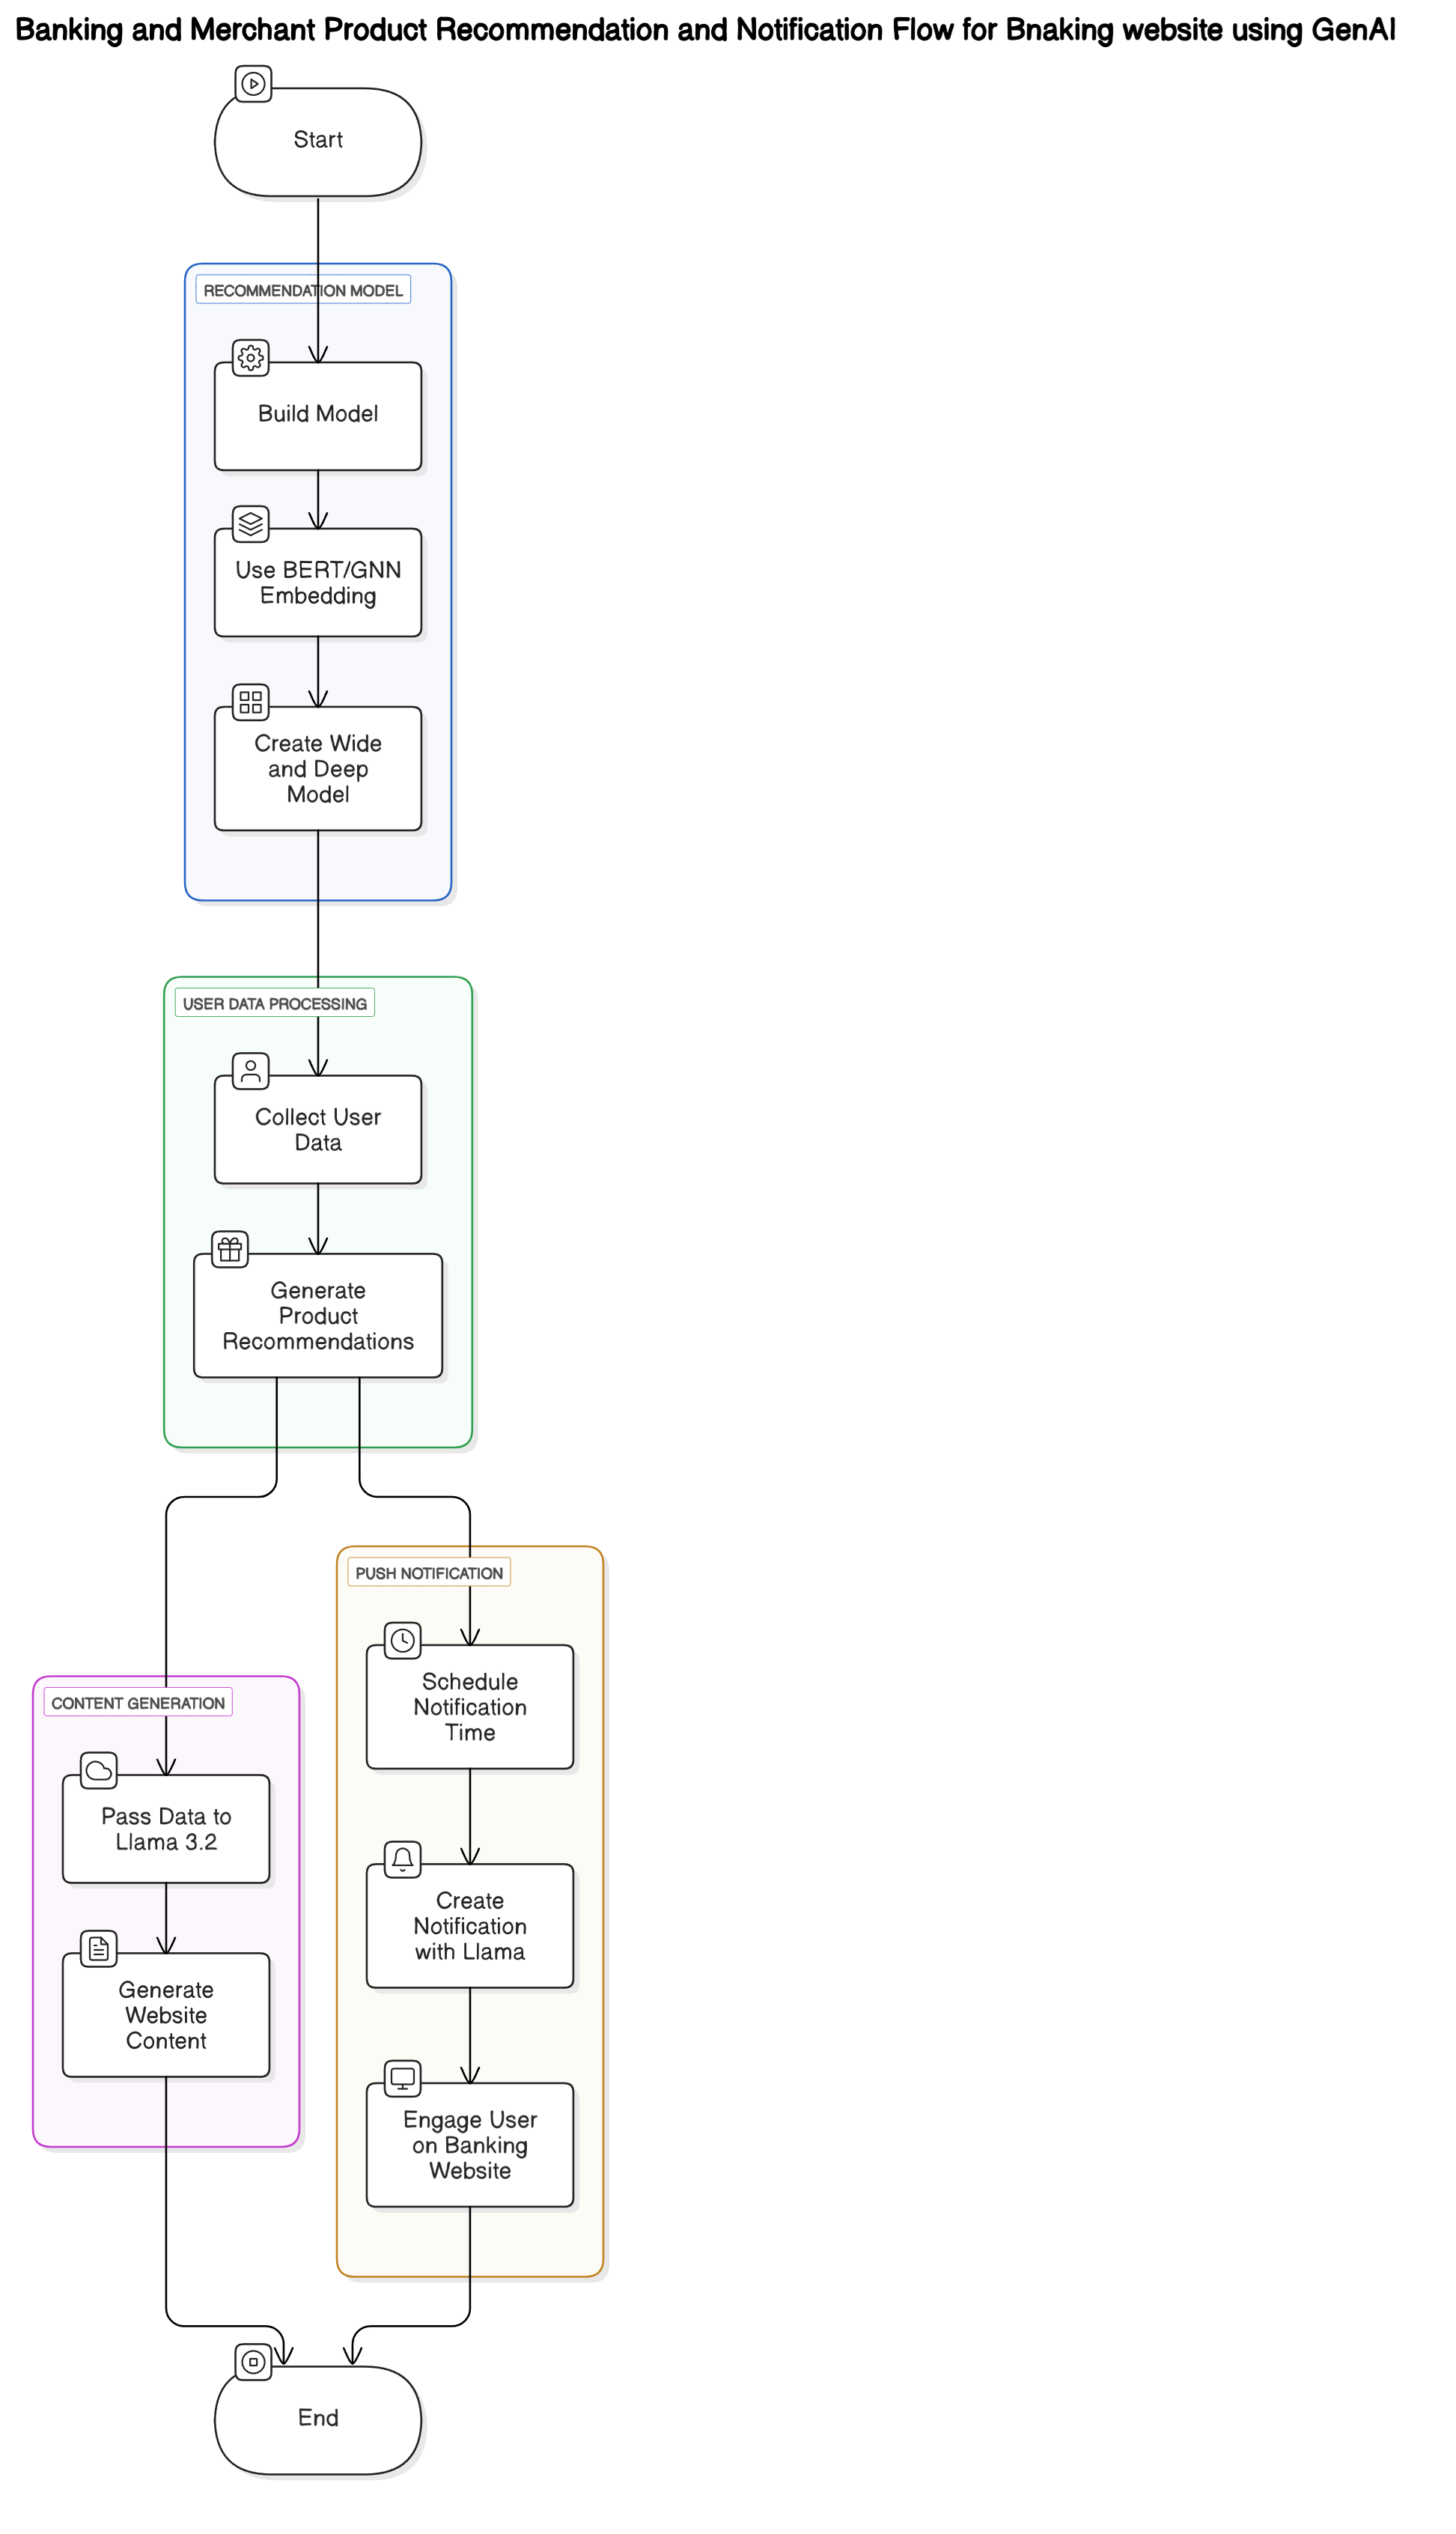 Banking and Merchant Product Recommendation and Notification Flow for Bnaking website using GenAI
Start
RECOMMENDATION MODEL
Build Model
Use BERT/GNN
Embedding
Create Wide
and Deep
Model
USER DATA PROCESSING
Collect User
Data
Generate
Product
Recommendations
PUSH NOTIFICATION
Schedule
Notification
Time
CONTENT GENERATION
Pass Data to
Llama 3.2
Create
Notification
with Llama
Generate
Website
Content
Engage User
on Banking
Website
End